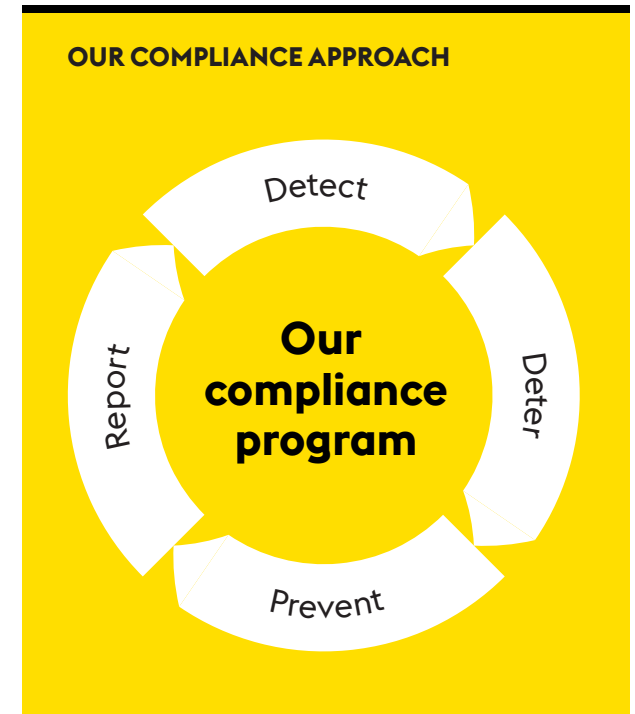 OUR COMPLIANCE APPROACH
Detect
Deter
Prevent
Report
Our
compliance
program